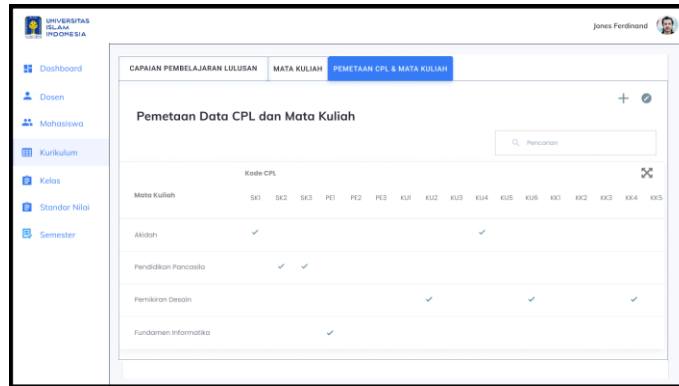 UNIVERSITAS
ISLAM
INDONESIA
Jones Ferdinand
Dashboard
Dosen
Mahasiswa
Kurikulum
Kelas
Standar Nilai
Semester
CAPAIAN PEMBELAJARAN LULUSAN MATA KULIAH PEMETAAN CPL & MATA KULIAH
Pemetaan Data CPL dan Mata Kuliah
Pencarian
Kode CPL
Mata Kuliah SK1 SK2 SK3 PE1 PE2 PE3 KU1 KU2 KU3 KU4 KU5 KU6 KK1 KK2 KK3 KK4 KK5
Akidah
Pendidikan Pancasila
Pemikiran Desain
Fundamen Informatika